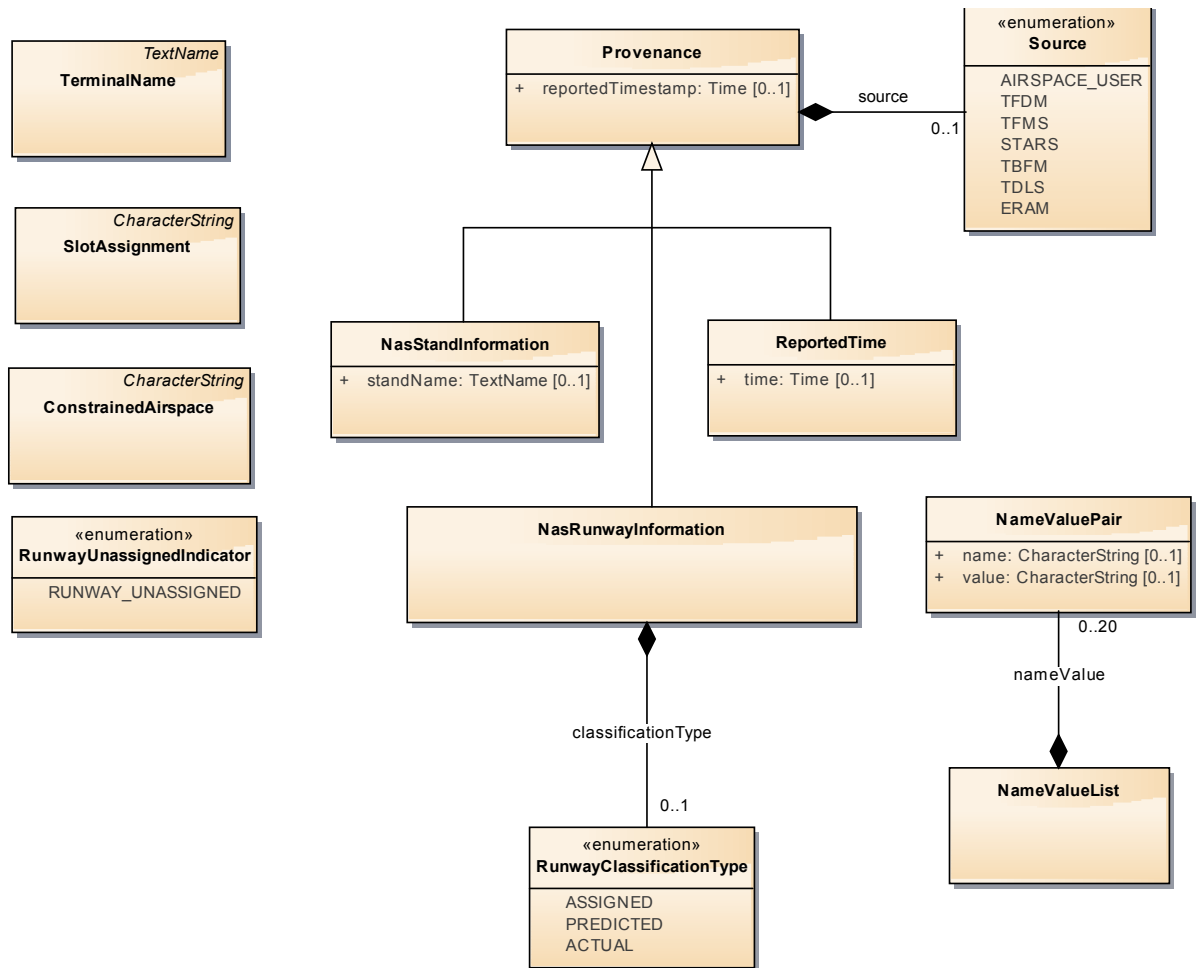 TextName
TerminalName
CharacterString
SlotAssignment
CharacterString
ConstrainedAirspace
«enumeration»
RunwayUnassignedIndicator
RUNWAY_UNASSIGNED
Provenance
+ reportedTimestamp: Time [0..1]
source
0..1
«enumeration»
Source
AIRSPACE_USER
TFDM
TFMS
STARS
TBFM
TDLS
ERAM
NasStandInformation
+ standName: TextName [0..1]
ReportedTime
+ time: Time [0..1]
NasRunwayInformation
classificationType
0..1
«enumeration»
RunwayClassificationType
ASSIGNED
PREDICTED
ACTUAL
NameValuePair
+ name: CharacterString [0..1]
+ value: CharacterString [0..1]
0..20
nameValue
NameValueList